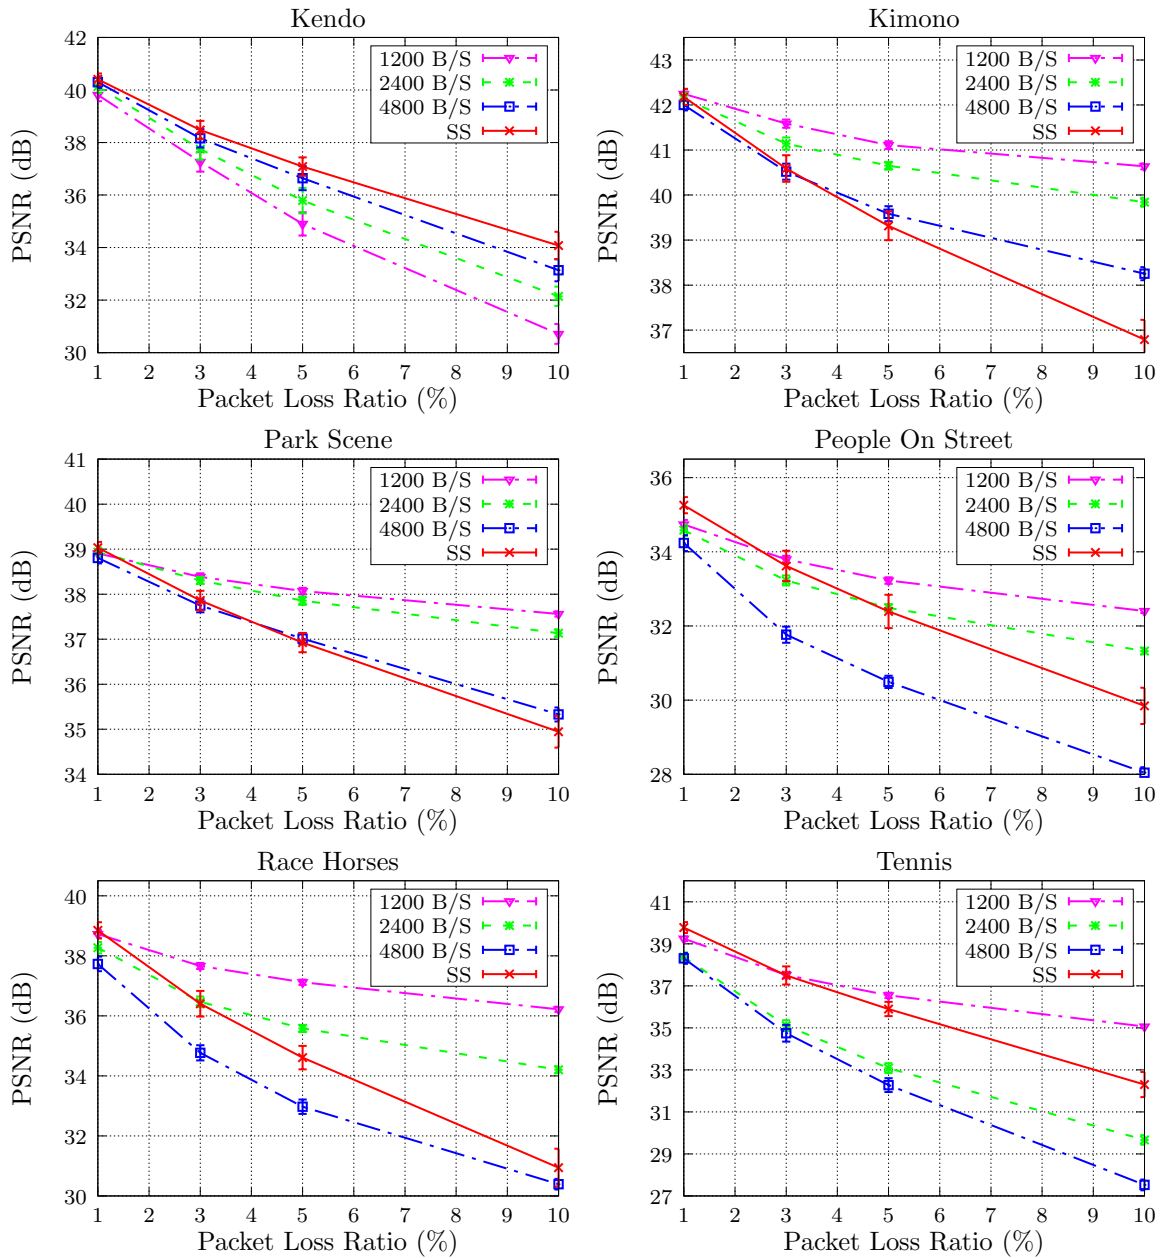 Kendo
PSNR (dB)
42
40
38
36
34
32
30
1 2 3 4 5 6 7 8 9 10
Packet Loss Ratio (%)
1200 B/S
2400 B/S
4800 B/S
SS
Kimono
PSNR (dB)
43
42
41
40
39
38
37
1 2 3 4 5 6 7 8 9 10
Packet Loss Ratio (%)
1200 B/S
2400 B/S
4800 B/S
SS
Park Scene
PSNR (dB)
41
40
39
38
37
36
35
34
1 2 3 4 5 6 7 8 9 10
Packet Loss Ratio (%)
1200 B/S
2400 B/S
4800 B/S
SS
People On Street
PSNR (dB)
36
34
32
30
28
1 2 3 4 5 6 7 8 9 10
Packet Loss Ratio (%)
1200 B/S
2400 B/S
4800 B/S
SS
Race Horses
PSNR (dB)
40
38
36
34
32
30
1 2 3 4 5 6 7 8 9 10
Packet Loss Ratio (%)
1200 B/S
2400 B/S
4800 B/S
SS
Tennis
PSNR (dB)
41
39
37
35
33
31
29
27
1 2 3 4 5 6 7 8 9 10
Packet Loss Ratio (%)
1200 B/S
2400 B/S
4800 B/S
SS